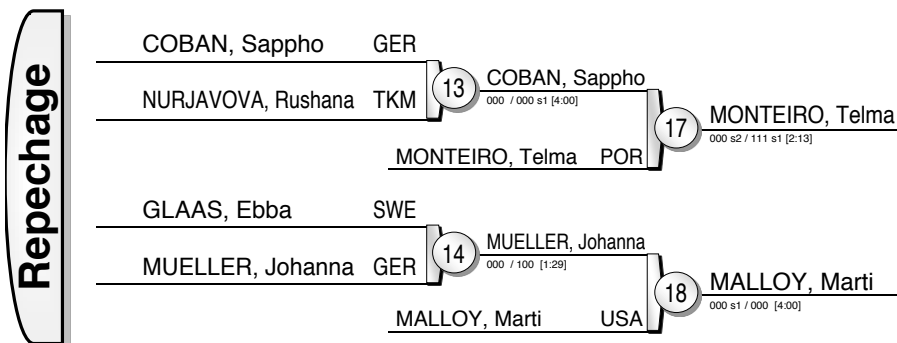 Repechage
COBAN, Sappho GER
NURJAVOVA, Rushana TKM
13
COBAN, Sappho
000 / 000 s1 [4:00]
MONTEIRO, Telma POR
17
MONTEIRO, Telma
000 s2 / 111 s1 [2:13]
GLAAS, Ebba SWE
MUELLER, Johanna GER
14
MUELLER, Johanna
000 / 100 [1:29]
MALLOY, Marti USA
18
MALLOY, Marti
000 s1 / 000 [4:00]